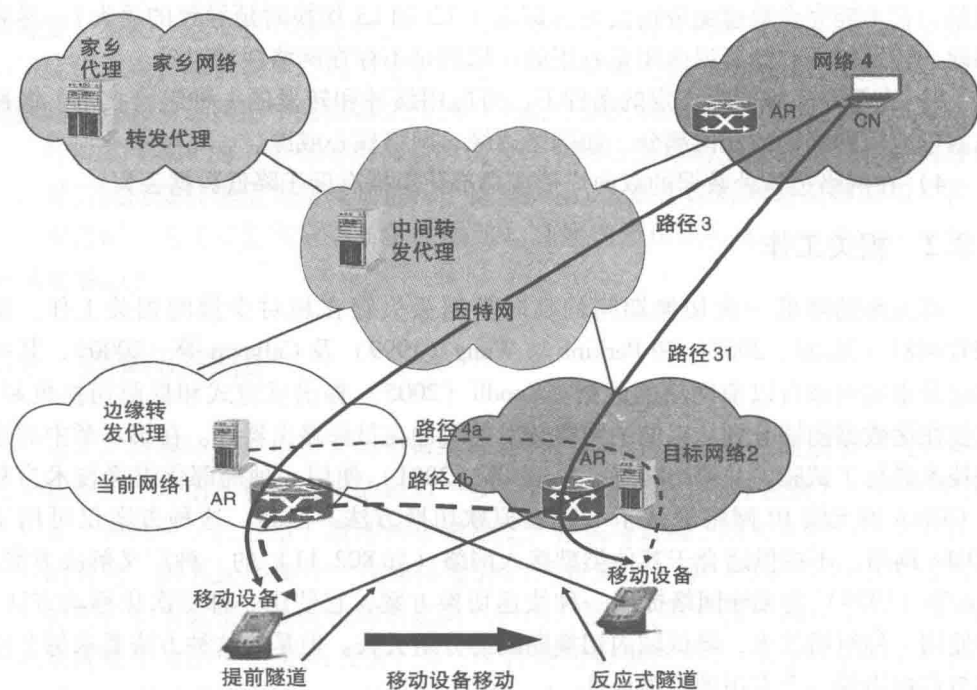 家乡
代理
家乡网络
转发代理
网络 4
AR
CN
中间转
发代理
路径 3
因特网
路径 31
边缘转
发代理
路径 4a
目标网络2
当前网络1
AR
路径 4b
AR
移动设备
移动设备
提前隧道
移动设备移动
反应式隧道